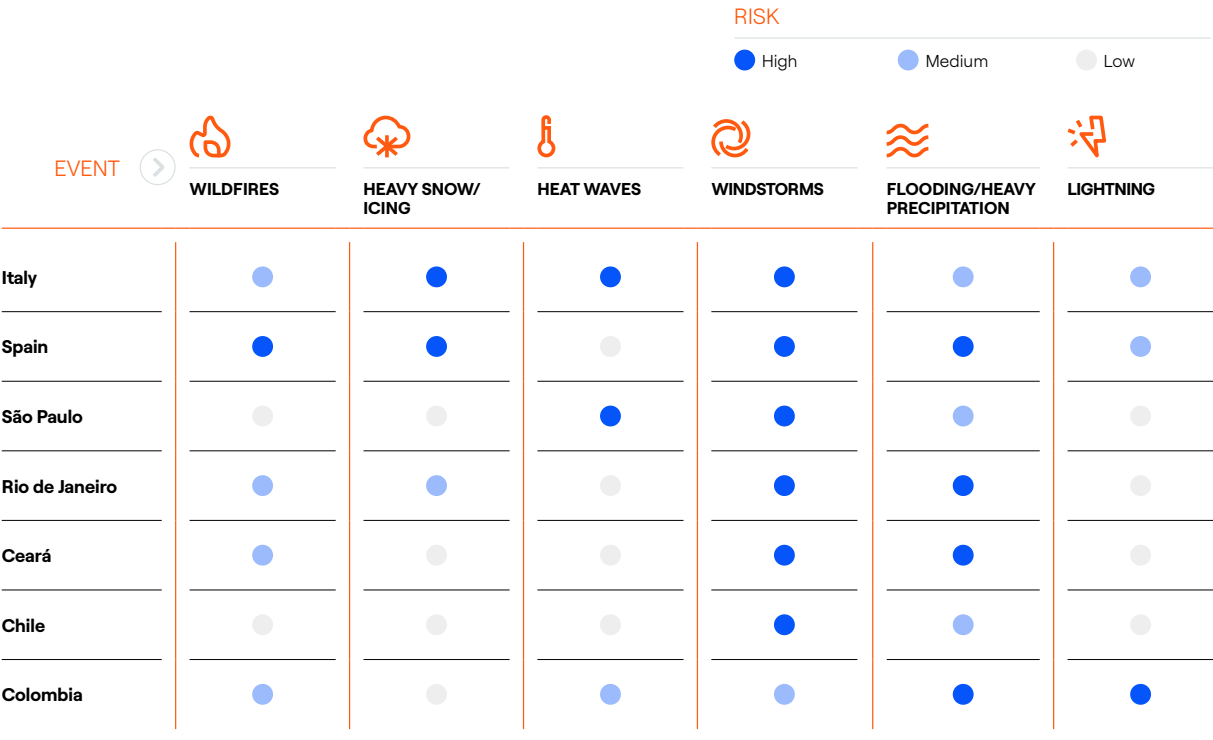 RISK
High
Medium
Low
EVENT
WILDFIRES
HEAVY SNOW/
ICING
HEAT WAVES
WINDSTORMS
FLOODING/HEAVY
PRECIPITATION
LIGHTNING
Italy
Spain
São Paulo
Rio de Janeiro
Ceará
Chile
Colombia